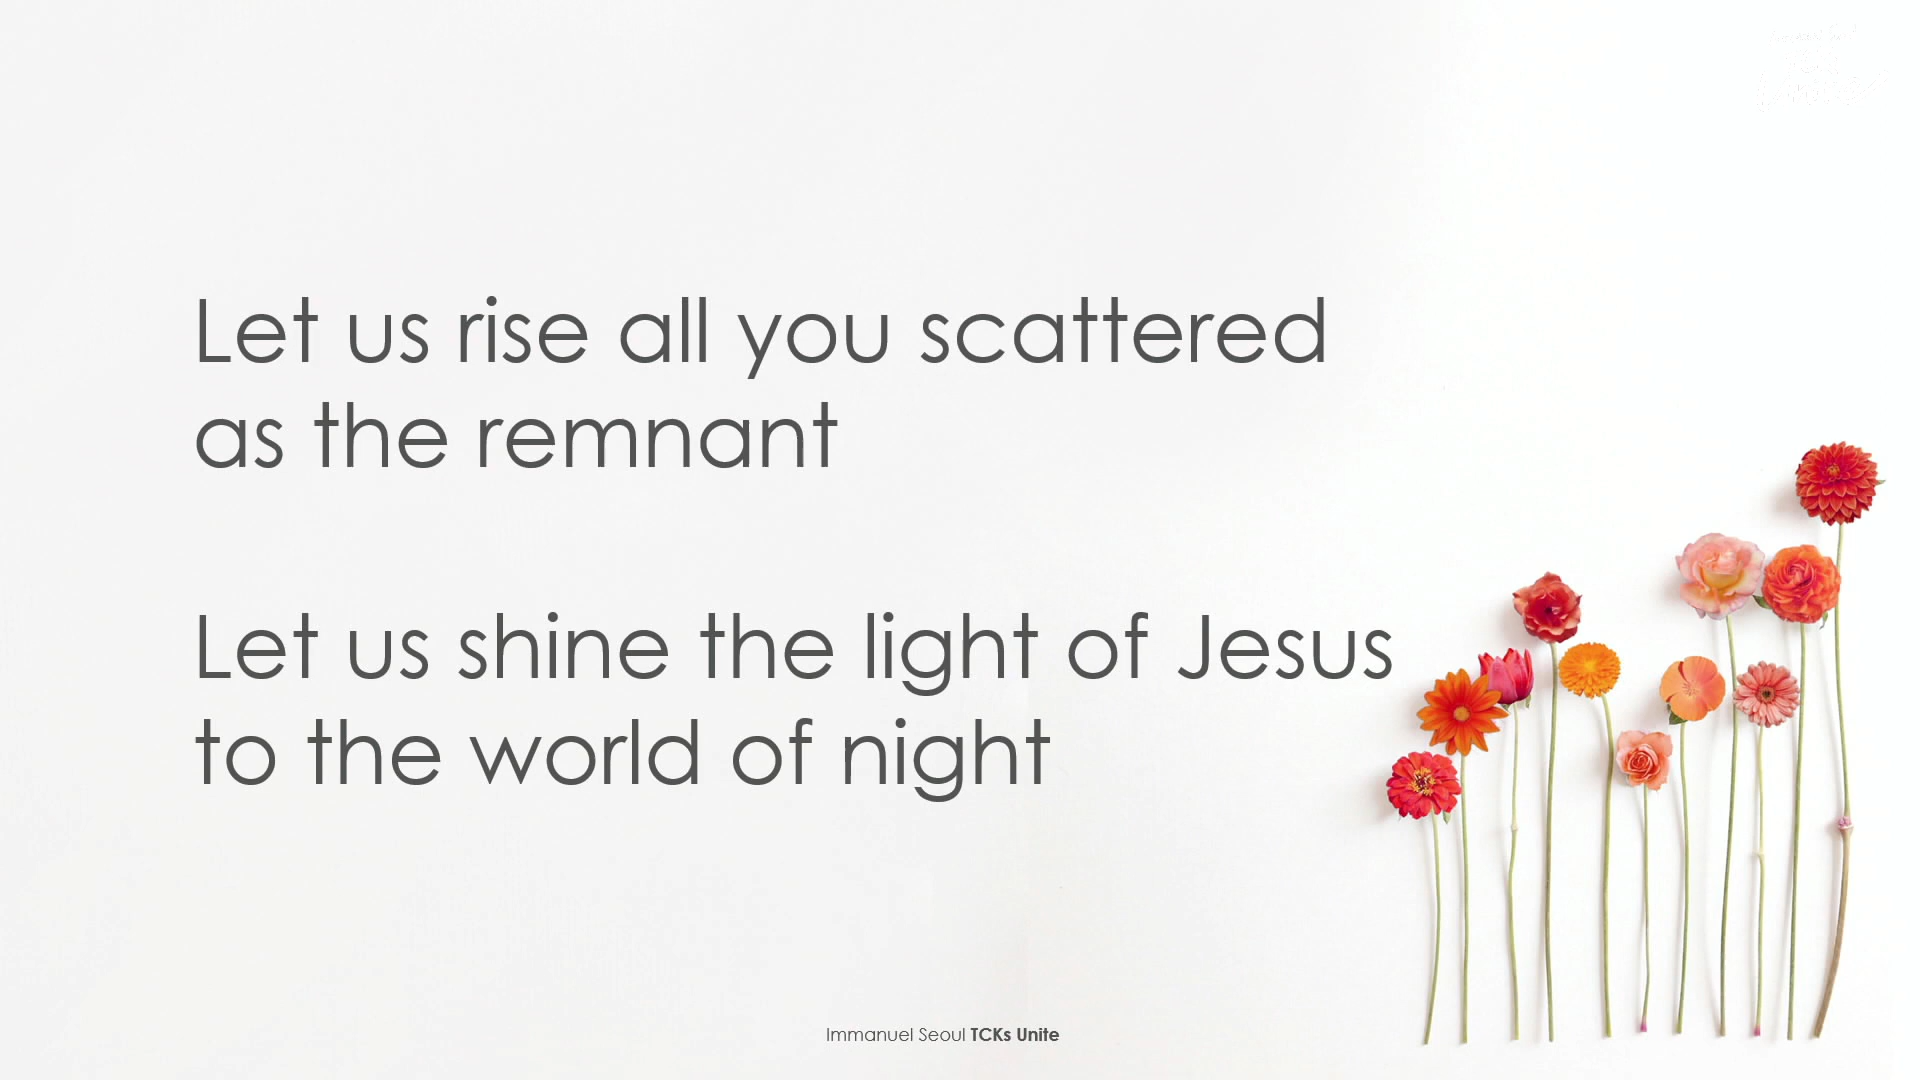 Let us rise all you scattered
as the remnant
Let us shine the light of Jesus
to the world of night
Immanuel Seoul TCKs Unite